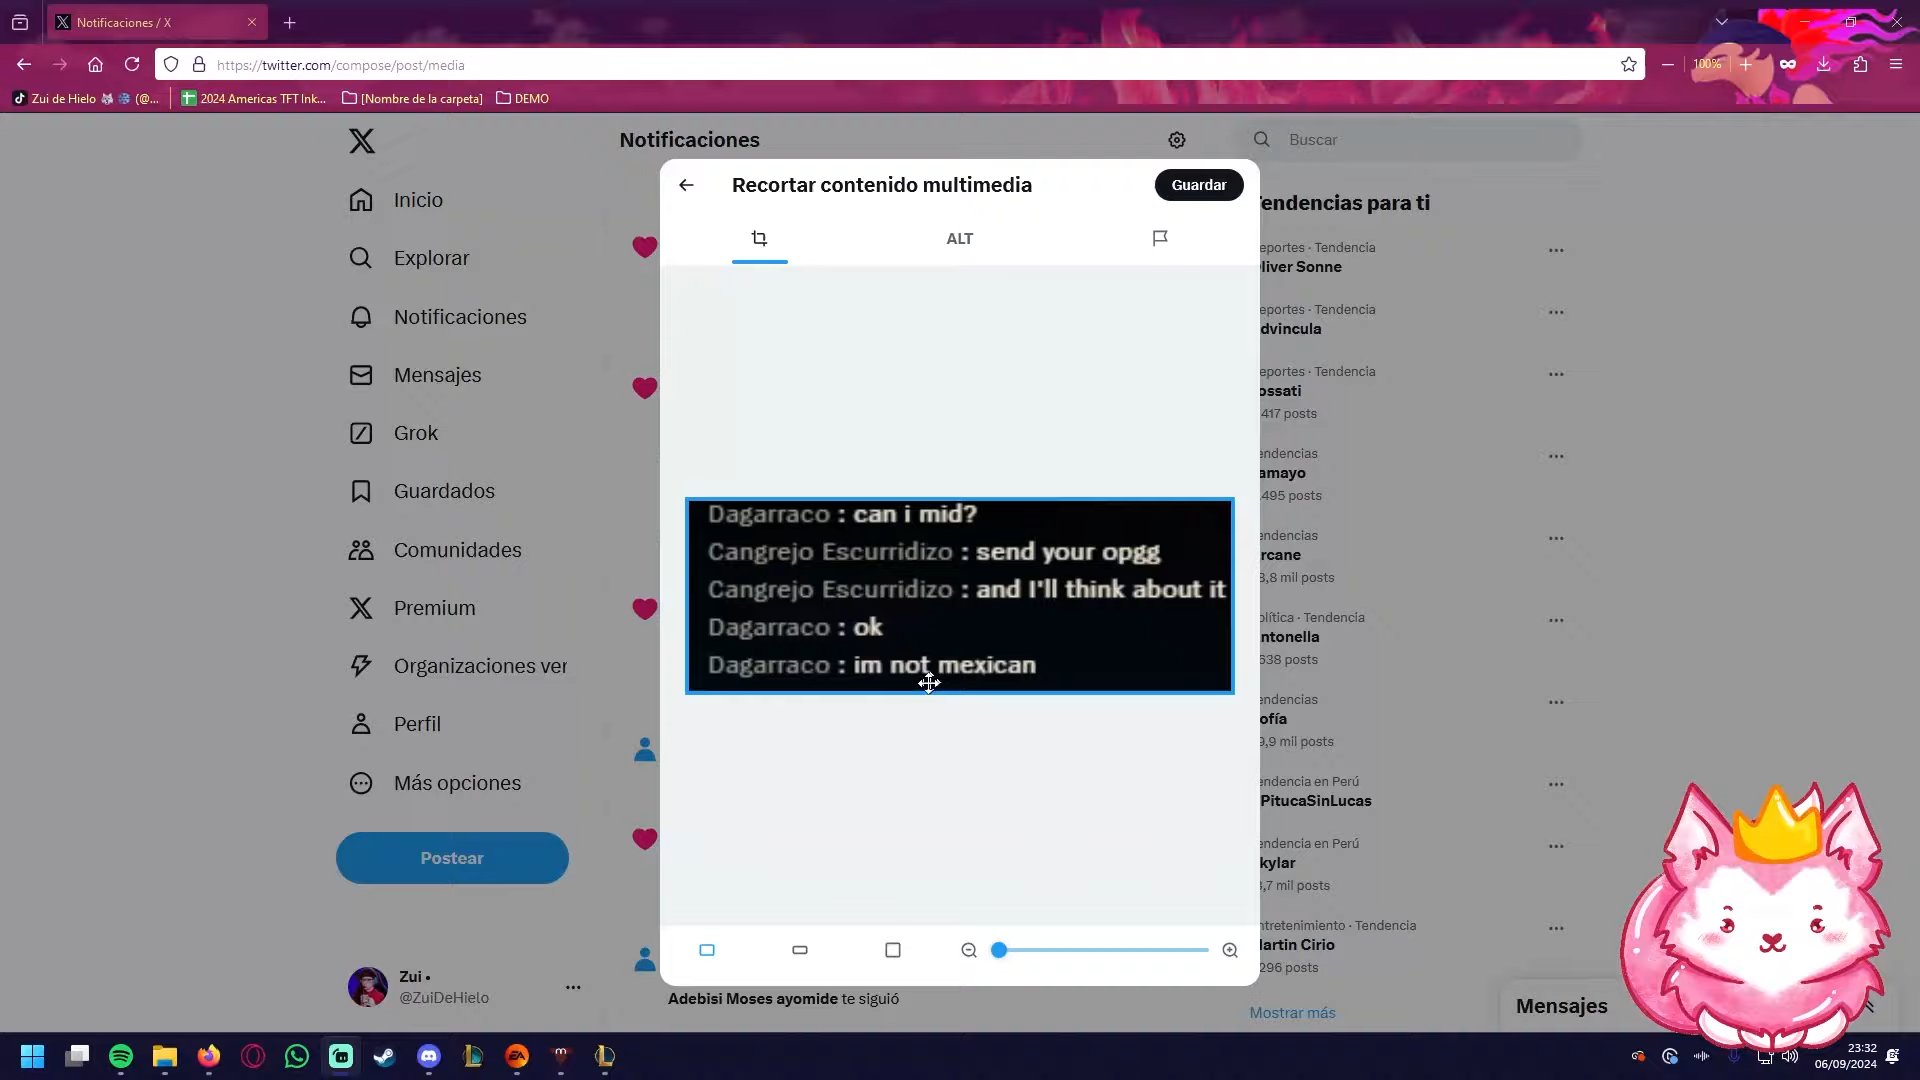 Notificaciones / X
https://twitter.com/compose/post/media
100%
Zui de Hielo 🐺 ❄️ (@...
2024 Americas TFT Ink...
[Nombre de la carpeta]
DEMO
Inicio
Explorar
Notificaciones
Mensajes
Grok
Guardados
Comunidades
Premium
Organizaciones ver
Perfil
Más opciones
Postear
Zui •
@ZuiDeHielo
Notificaciones
Recortar contenido multimedia
Guardar
ALT
Dagarraco : can i mid?
Cangrejo Escurridizo : send your opgg
Cangrejo Escurridizo : and I'll think about it
Dagarraco : ok
Dagarraco : im not mexican
Adebisi Moses ayomide te siguió
Buscar
Tendencias para ti
eportes · Tendencia
liver Sonne
eportes · Tendencia
dvincula
eportes · Tendencia
ossati
417 posts
endencias
amayo
495 posts
endencias
rcane
8,8 mil posts
olítica · Tendencia
ntonella
638 posts
endencias
ofía
9,9 mil posts
endencia en Perú
PitucaSinLucas
endencia en Perú
kylar
3,7 mil posts
ntretenimiento · Tendencia
artin Cirio
296 posts
Mostrar más
Mensajes
23:32
06/09/2024